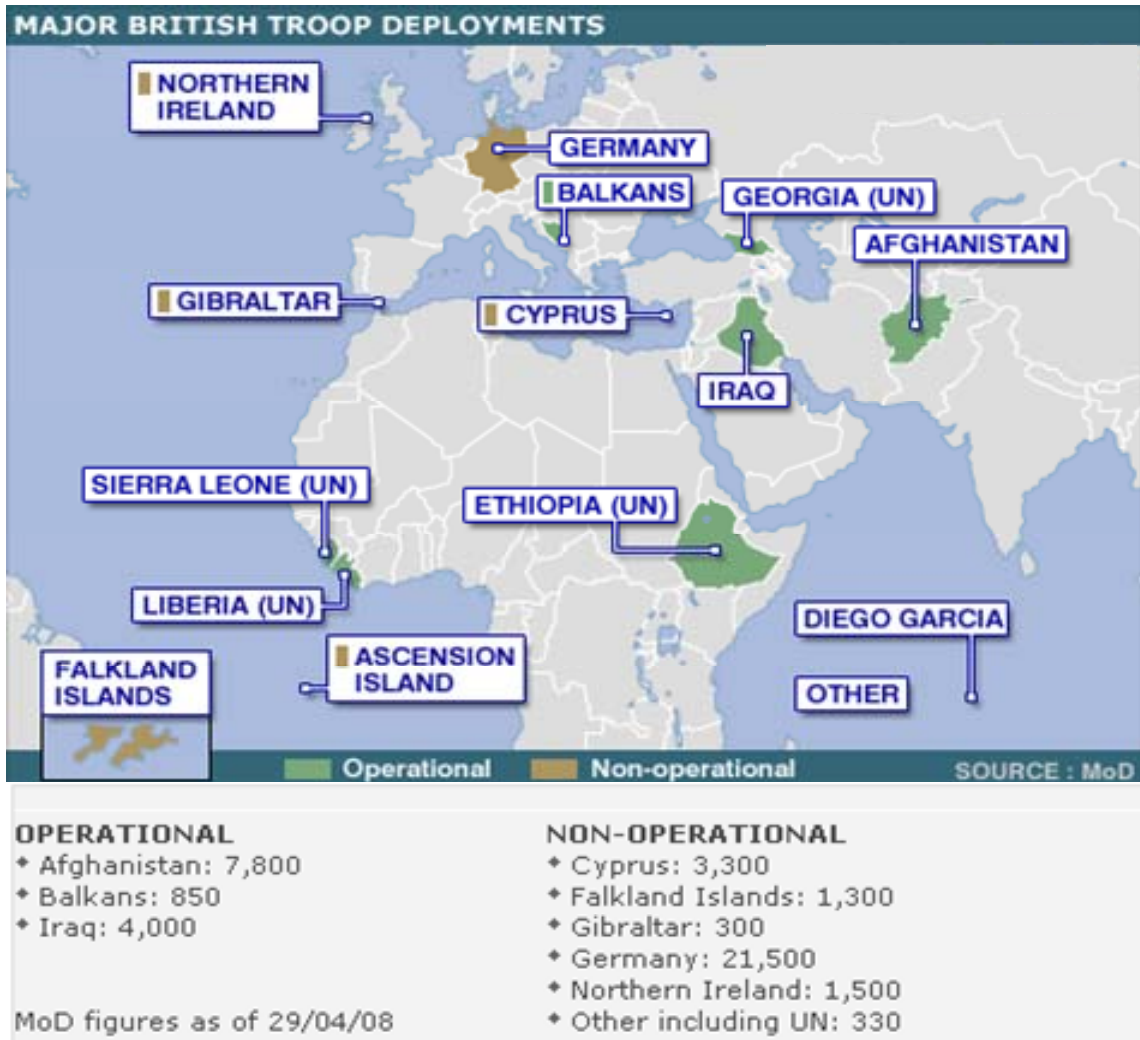 MAJOR BRITISH TROOP DEPLOYMENTS
NORTHERN
IRELAND
GERMANY
BALKANS
GEORGIA (UN)
AFGHANISTAN
GIBRALTAR
CYPRUS
IRAQ
SIERRA LEONE (UN)
ETHIOPIA (UN)
LIBERIA (UN)
DIEGO GARCIA
ASCENSION
ISLAND
FALKLAND
ISLANDS
OTHER
Operational
Non-operational
SOURCE : MoD
OPERATIONAL
Afghanistan: 7,800
Balkans: 850
Iraq: 4,000
MoD figures as of 29/04/08
NON-OPERATIONAL
Cyprus: 3,300
Falkland Islands: 1,300
Gibraltar: 300
Germany: 21,500
Northern Ireland: 1,500
Other including UN: 330